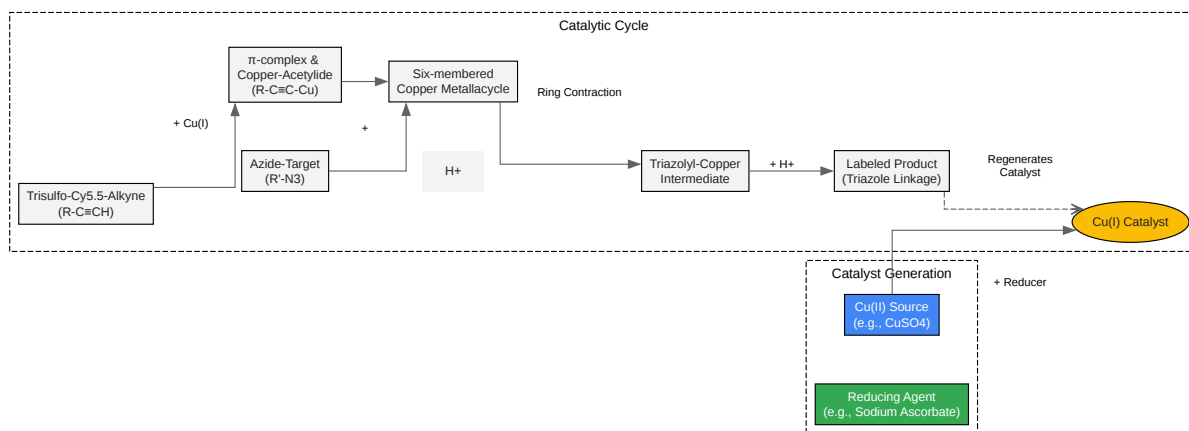 Catalytic Cycle
π-complex &
Copper-Acetylide
(R-C≡C-Cu)
Six-membered
Copper Metallacycle
Ring Contraction
+ Cu(I)
+
Azide-Target
(R'-N3)
H+
Triazolyl-Copper
Intermediate
+ H+
Labeled Product
(Triazole Linkage)
Regenerates
Catalyst
Trisulfo-Cy5.5-Alkyne
(R-C≡CH)
Cu(I) Catalyst
Catalyst Generation
+ Reducer
Cu(II) Source
(e.g., CuSO4)
Reducing Agent
(e.g., Sodium Ascorbate)